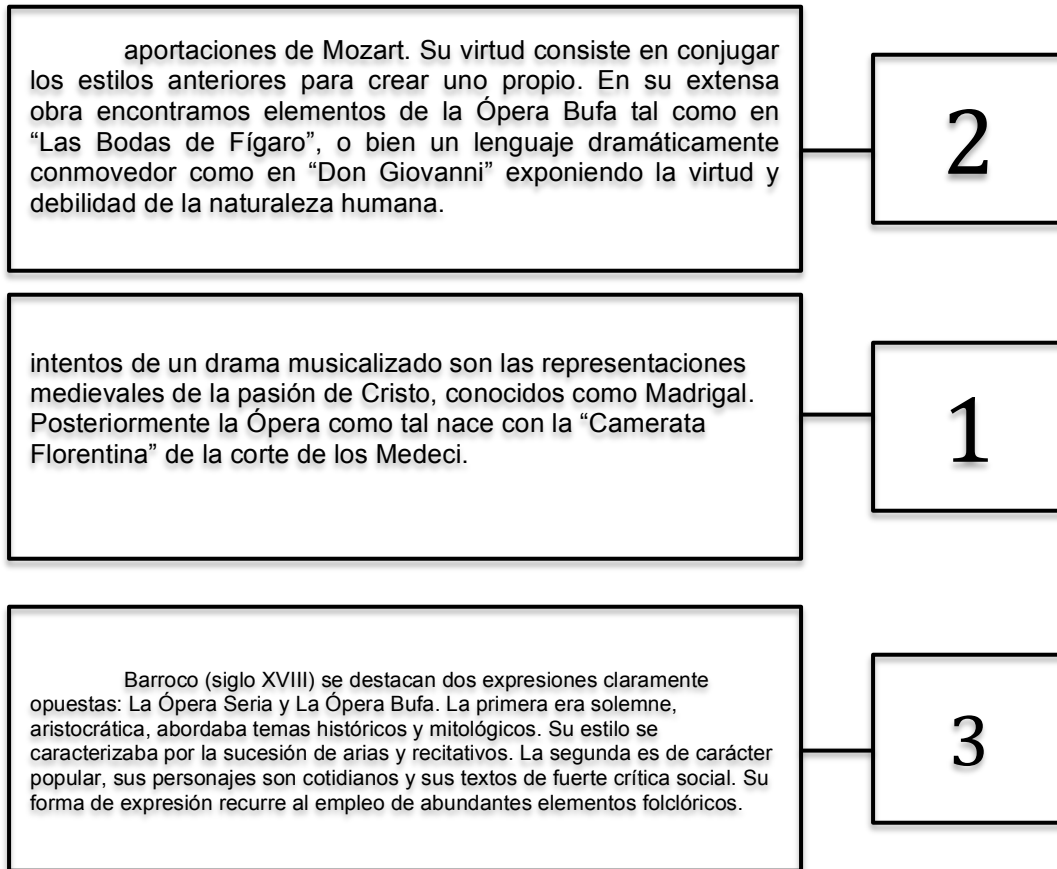 aportaciones de Mozart. Su virtud consiste en conjugar
los estilos anteriores para crear uno propio. En su extensa
obra encontramos elementos de la Ópera Bufa tal como en
“Las Bodas de Fígaro”, o bien un lenguaje dramáticamente
conmovedor como en “Don Giovanni” exponiendo la virtud y
debilidad de la naturaleza humana.
2
intentos de un drama musicalizado son las representaciones
medievales de la pasión de Cristo, conocidos como Madrigal.
Posteriormente la Ópera como tal nace con la “Camerata
Florentina” de la corte de los Medeci.
1
Barroco (siglo XVIII) se destacan dos expresiones claramente
opuestas: La Ópera Seria y La Ópera Bufa. La primera era solemne,
aristocrática, abordaba temas históricos y mitológicos. Su estilo se
caracterizaba por la sucesión de arias y recitativos. La segunda es de carácter
popular, sus personajes son cotidianos y sus textos de fuerte crítica social. Su
forma de expresión recurre al empleo de abundantes elementos folclóricos.
3